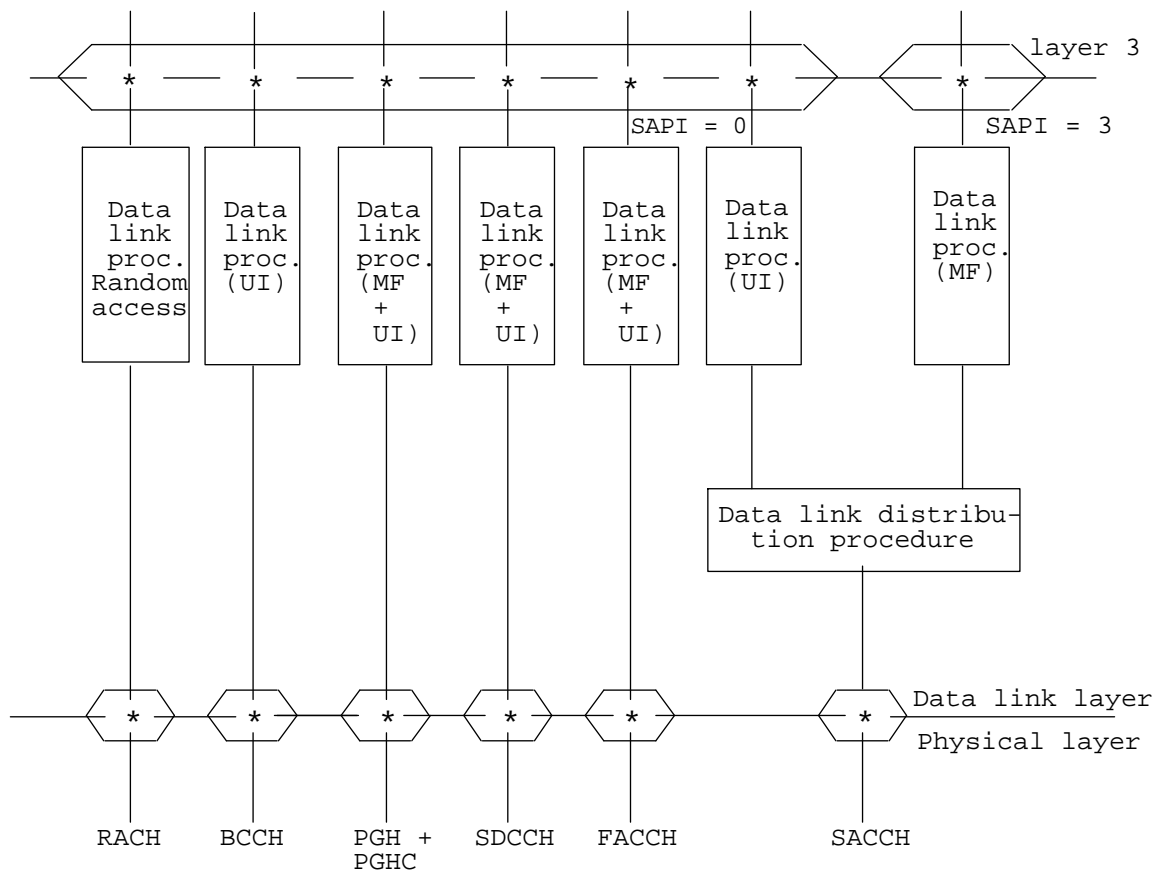 layer 3
* * * * * * *
SAPI = 0
SAPI = 3
Data
link
proc.
Random
access
Data
link
proc.
(UI)
Data
link
proc.
(MF
+
UI)
Data
link
proc.
(MF
+
UI)
Data
link
proc.
(MF
+
UI)
Data
link
proc.
(UI)
Data
link
proc.
(MF)
Data link distribu-
tion procedure
* * * * * *
Data link layer
Physical layer
RACH
BCCH
PGH +
PGHC
SDCCH
FACCH
SACCH